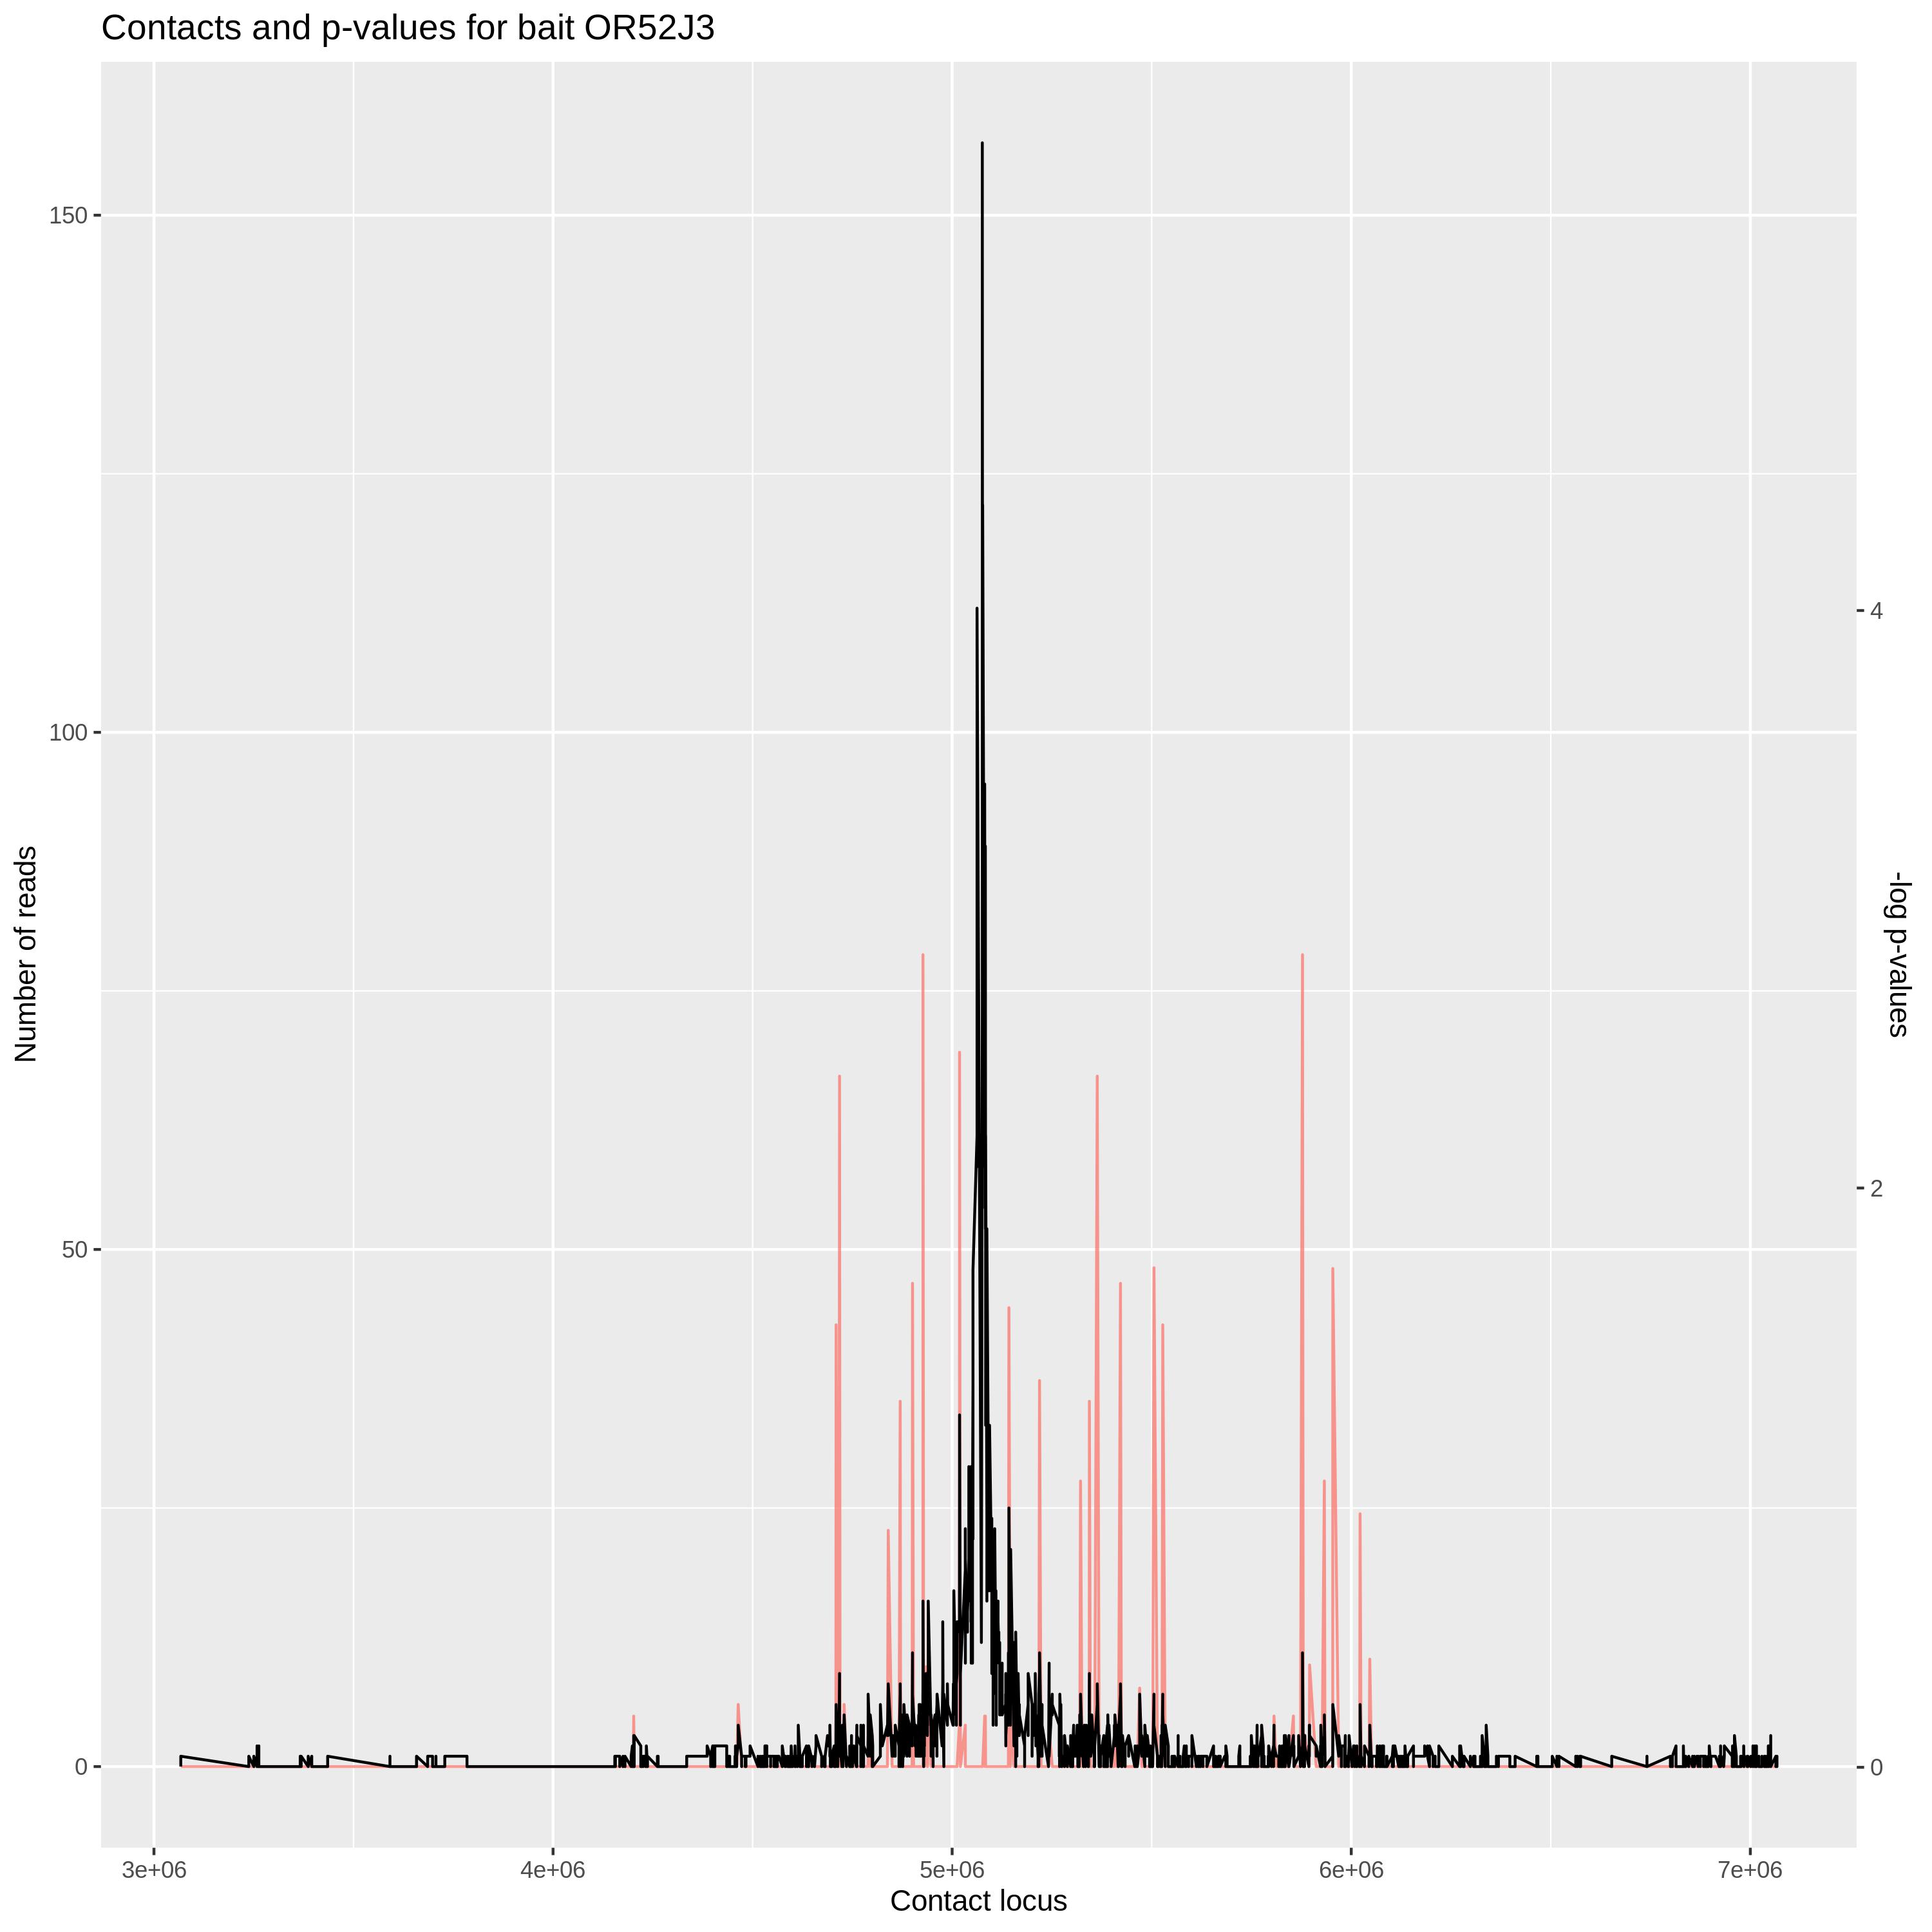 Contacts and p-values for bait OR52J3
150
100
50
0
Number of reads
4
2
0
-log p-values
3e+06
4e+06
5e+06
6e+06
7e+06
Contact locus